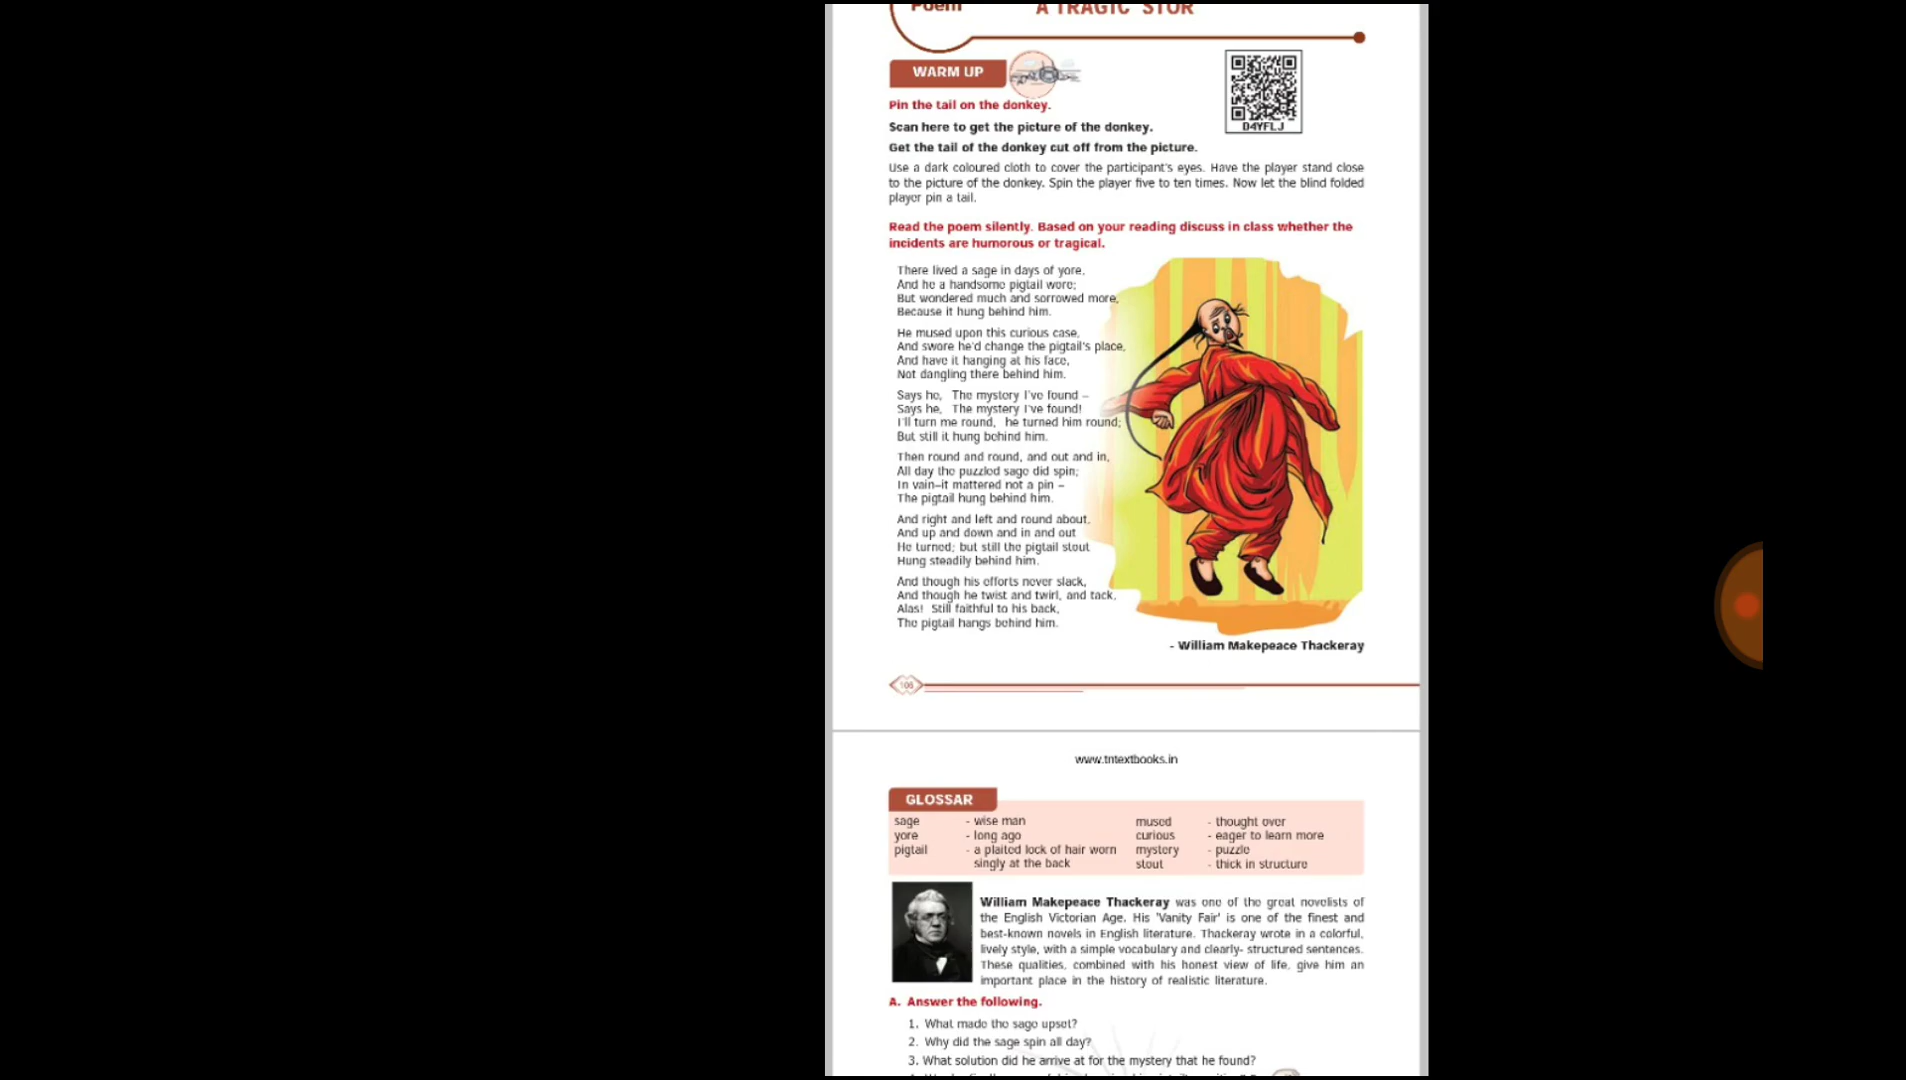 Poem
A TRAGIC STOR
WARM UP
D4YFLJ
Pin the tail on the donkey.
Scan here to get the picture of the donkey.
Get the tail of the donkey cut off from the picture.
Use a dark coloured cloth to cover the participant's eyes. Have the player stand close
to the picture of the donkey. Spin the player five to ten times. Now let the blind folded
player pin a tail.
Read the poem silently. Based on your reading discuss in class whether the
incidents are humorous or tragical.
There lived a sage in days of yore,
And he a handsome pigtail wore;
But wondered much and sorrowed more,
Because it hung behind him.
He mused upon this curious case,
And swore he'd change the pigtail's place,
And have it hanging at his face,
Not dangling there behind him.
Says he, The mystery I've found –
Says he, The mystery I've found!
I'll turn me round, he turned him round;
But still it hung behind him.
Then round and round, and out and in,
All day the puzzled sage did spin;
In vain–it mattered not a pin –
The pigtail hung behind him.
And right and left and round about,
And up and down and in and out
He turned; but still the pigtail stout
Hung steadily behind him.
And though his efforts never slack,
And though he twist and twirl, and tack,
Alas! Still faithful to his back,
The pigtail hangs behind him.
- William Makepeace Thackeray
106
www.tntextbooks.in
GLOSSAR
sage - wise man
yore - long ago
pigtail - a plaited lock of hair worn
singly at the back
mused - thought over
curious - eager to learn more
mystery - puzzle
stout - thick in structure
William Makepeace Thackeray was one of the great novelists of
the English Victorian Age. His 'Vanity Fair' is one of the finest and
best-known novels in English literature. Thackeray wrote in a colorful,
lively style, with a simple vocabulary and clearly- structured sentences.
These qualities, combined with his honest view of life, give him an
important place in the history of realistic literature.
A. Answer the following.
1. What made the sage upset?
2. Why did the sage spin all day?
3. What solution did he arrive at for the mystery that he found?